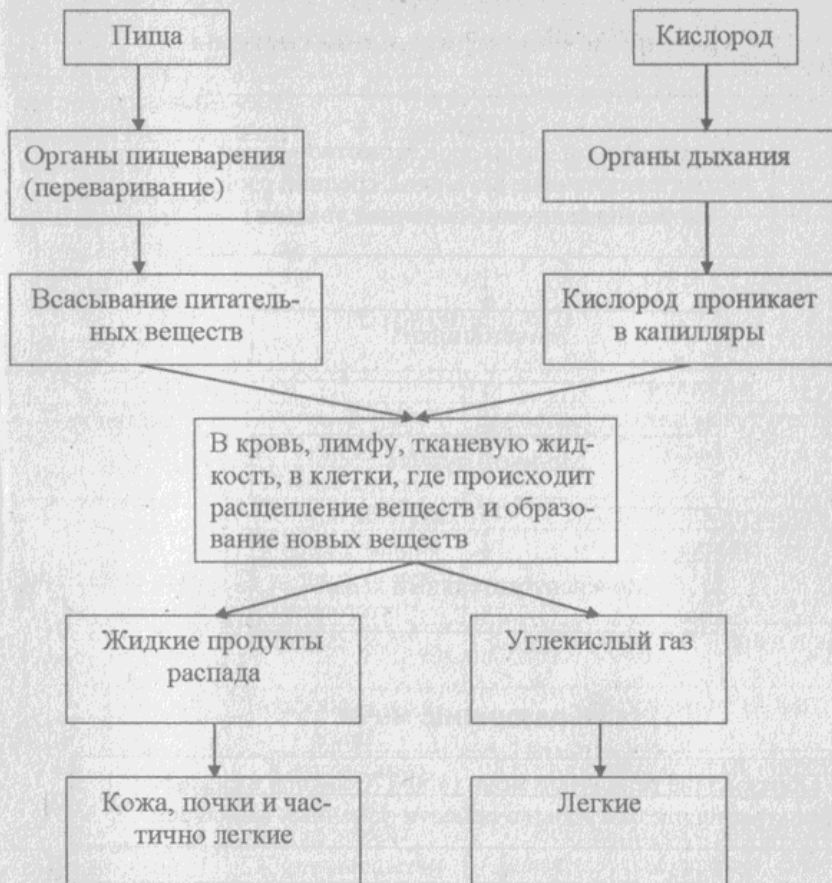 Пища
Кислород
Органы пищеварения
(переваривание)
Органы дыхания
Всасывание питатель-
ных веществ
Кислород проникает
в капилляры
В кровь, лимфу, тканевую жид-
кость, в клетки, где происходит
расщепление веществ и образо-
вание новых веществ
Жидкие продукты
распада
Углекислый газ
Кожа, почки и час-
тично легкие
Легкие